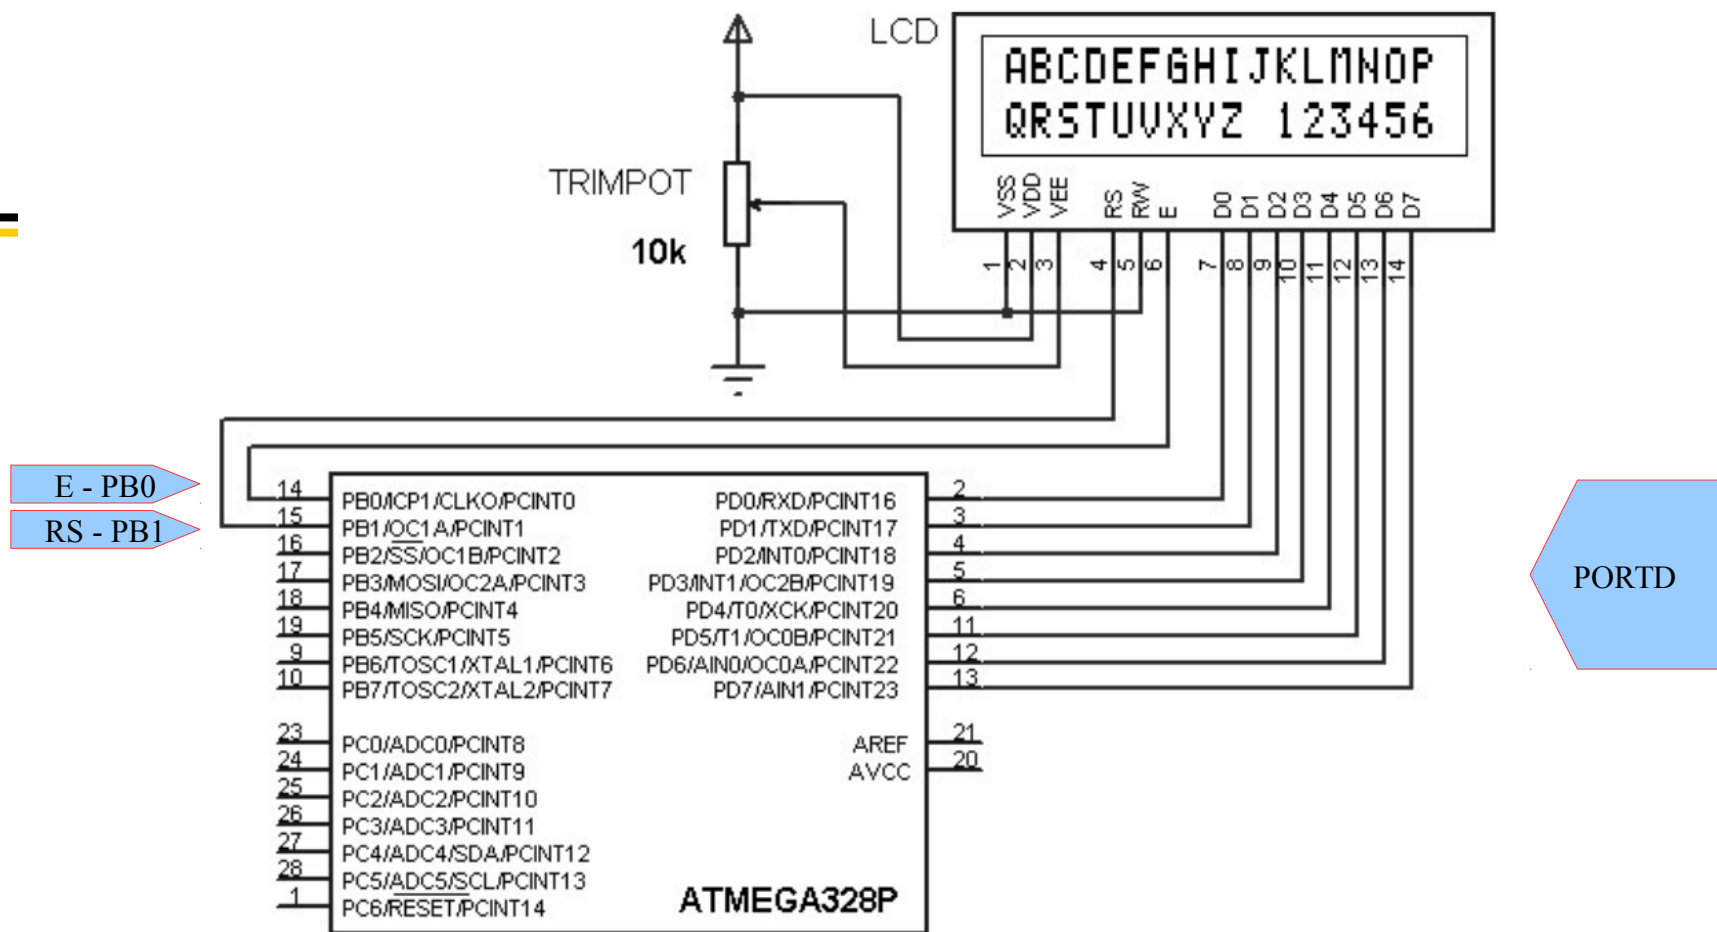 LCD
ABCDEFGHIJKLMNOP
QRSTUVXYZ 123456
TRIMPOT
10k
VSS
VDD
VEE
RS
RW
E
D0
D1
D2
D3
D4
D5
D6
D7
1
2
3
4
5
6
7
8
9
10
11
12
13
14
E - PB0
RS - PB1
PORTD
14 PB0/ICP1/CLKO/PCINT0 PD0/RXD/PCINT16 2
15 PB1/OC1A/PCINT1 PD1/TXD/PCINT17 3
16 PB2/SS/OC1B/PCINT2 PD2/INT0/PCINT18 4
17 PB3/MOSI/OC2A/PCINT3 PD3/INT1/OC2B/PCINT19 5
18 PB4/MISO/PCINT4 PD4/T0/XCK/PCINT20 6
19 PB5/SCK/PCINT5 PD5/T1/OC0B/PCINT21 11
9 PB6/TOSC1/XTAL1/PCINT6 PD6/AIN0/OC0A/PCINT22 12
10 PB7/TOSC2/XTAL2/PCINT7 PD7/AIN1/PCINT23 13
23 PC0/ADC0/PCINT8 AREF 21
24 PC1/ADC1/PCINT9 AVCC 20
25 PC2/ADC2/PCINT10
26 PC3/ADC3/PCINT11
27 PC4/ADC4/SDA/PCINT12
28 PC5/ADC5/SCL/PCINT13
1 PC6/RESET/PCINT14
ATMEGA328P